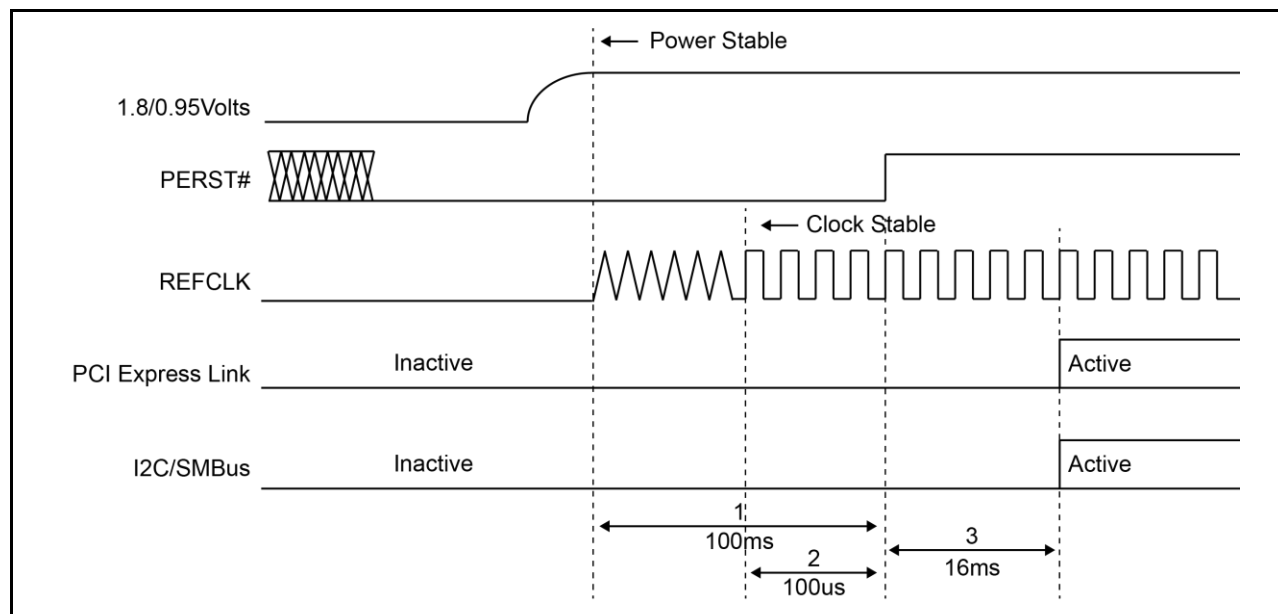 ← Power Stable
1.8/0.95Volts
PERST#
← Clock Stable
REFCLK
Inactive
PCI Express Link
Active
Inactive
I2C/SMBus
Active
1
100ms
2
100us
3
16ms